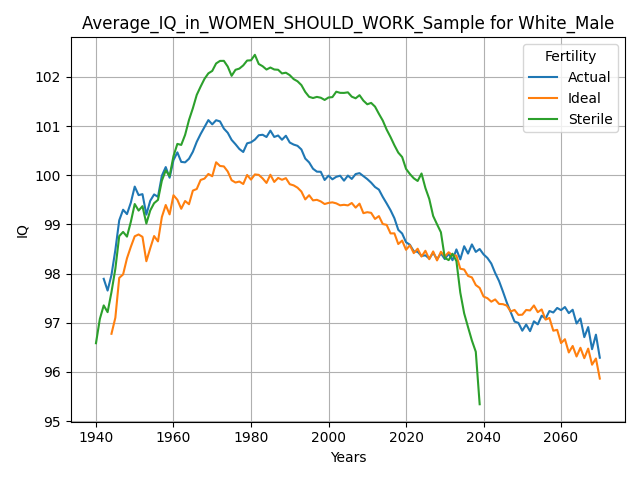 Average_IQ_in_WOMEN_SHOULD_WORK_Sample for White_Male
Fertility
Actual
Ideal
Sterile
102
101
100
99
98
97
96
95
IQ
1940
1960
1980
2000
2020
2040
2060
Years